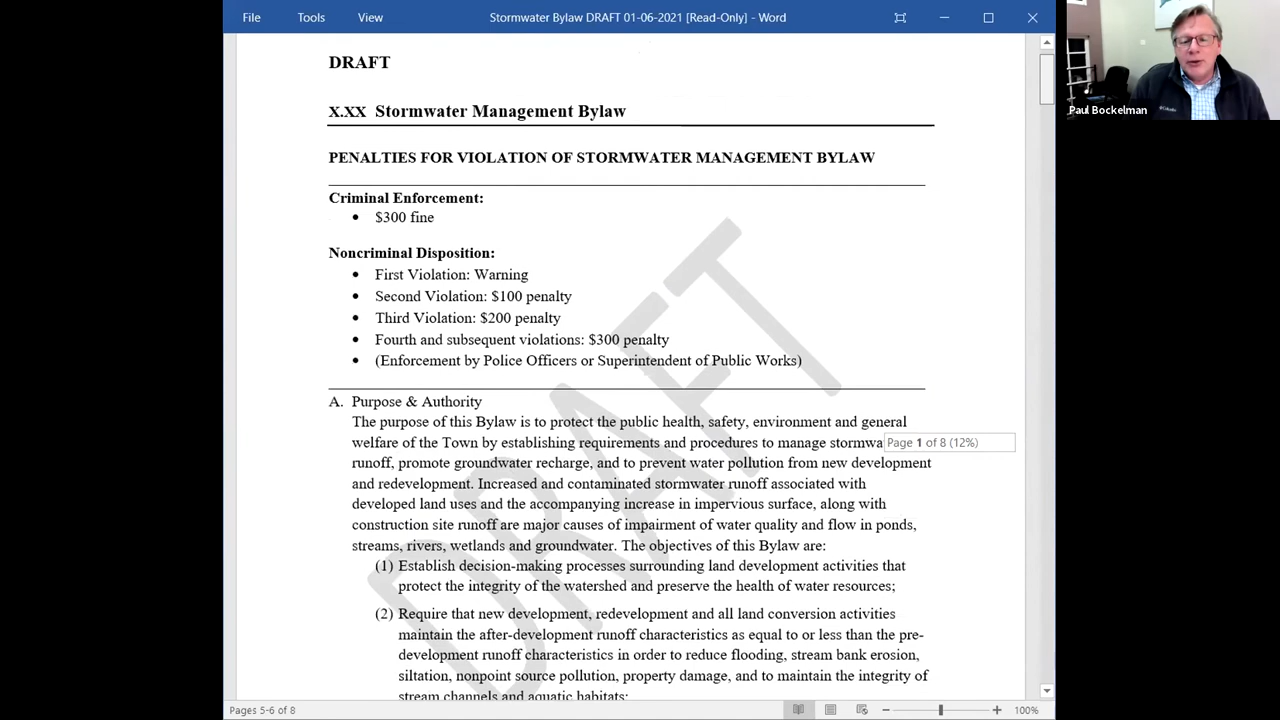 File Tools View Stormwater Bylaw DRAFT 01-06-2021 [Read-Only] - Word
Paul Bockelman
DRAFT
X.XX Stormwater Management Bylaw
PENALTIES FOR VIOLATION OF STORMWATER MANAGEMENT BYLAW
Criminal Enforcement:
• $300 fine
Noncriminal Disposition:
• First Violation: Warning
• Second Violation: $100 penalty
• Third Violation: $200 penalty
• Fourth and subsequent violations: $300 penalty
• (Enforcement by Police Officers or Superintendent of Public Works)
A. Purpose & Authority
The purpose of this Bylaw is to protect the public health, safety, environment and general
welfare of the Town by establishing requirements and procedures to manage stormwa
Page 1 of 8 (12%)
runoff, promote groundwater recharge, and to prevent water pollution from new development
and redevelopment. Increased and contaminated stormwater runoff associated with
developed land uses and the accompanying increase in impervious surface, along with
construction site runoff are major causes of impairment of water quality and flow in ponds,
streams, rivers, wetlands and groundwater. The objectives of this Bylaw are:
(1) Establish decision-making processes surrounding land development activities that
protect the integrity of the watershed and preserve the health of water resources;
(2) Require that new development, redevelopment and all land conversion activities
maintain the after-development runoff characteristics as equal to or less than the pre-
development runoff characteristics in order to reduce flooding, stream bank erosion,
siltation, nonpoint source pollution, property damage, and to maintain the integrity of
stream channels and aquatic habitats;
DRAFT
Pages 5-6 of 8
100%